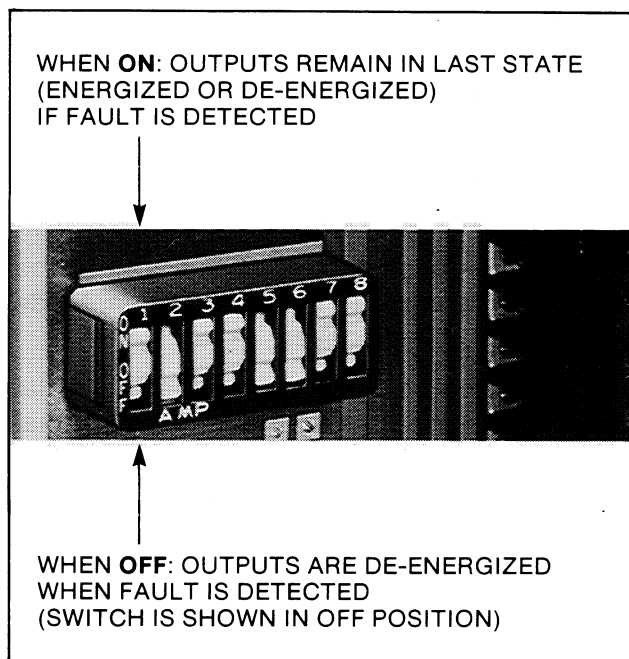 WHEN ON: OUTPUTS REMAIN IN LAST STATE
(ENERGIZED OR DE-ENERGIZED)
IF FAULT IS DETECTED
1 2 3 4 5 6 7 8
ON
OFF
AMP
WHEN OFF: OUTPUTS ARE DE-ENERGIZED
WHEN FAULT IS DETECTED
(SWITCH IS SHOWN IN OFF POSITION)